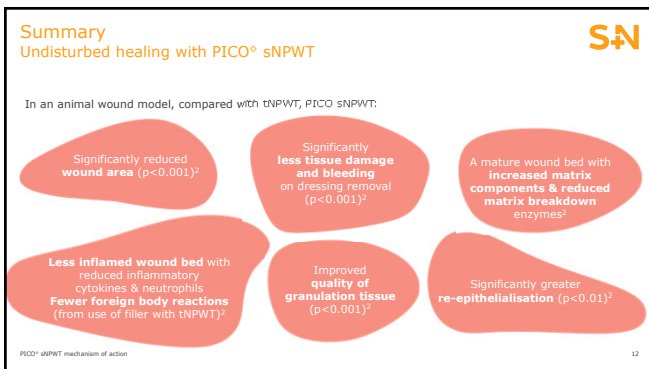 Summary
Undisturbed healing with PICO◊ sNPWT
S+N
In an animal wound model, compared with tNPWT, PICO sNPWT:
Significantly reduced
wound area (p<0.001)²
Significantly
less tissue damage
and bleeding
on dressing removal
(p<0.001)²
A mature wound bed with
increased matrix
components & reduced
matrix breakdown
enzymes²
Less inflamed wound bed with
reduced inflammatory
cytokines & neutrophils
Fewer foreign body reactions
(from use of filler with tNPWT)²
Improved
quality of
granulation tissue
(p<0.001)²
Significantly greater
re-epithelialisation (p<0.01)²
PICO◊ sNPWT mechanism of action
12